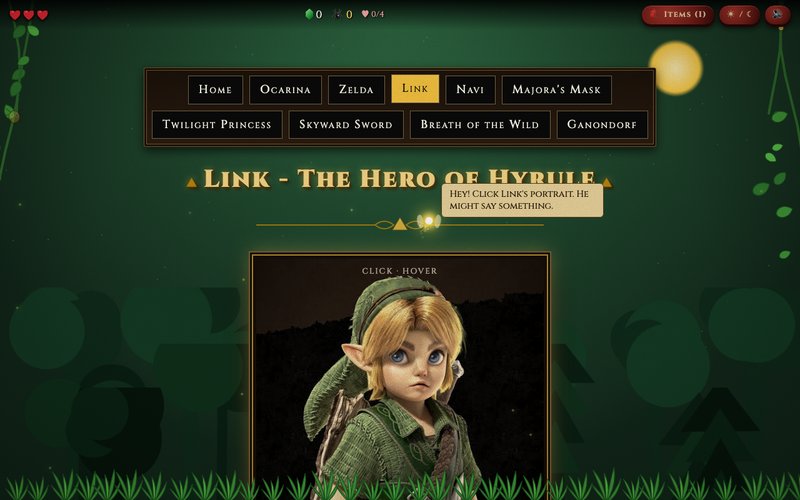 0 0 0/4
Items (1)
/
Home Ocarina Zelda Link Navi Majora's Mask
Twilight Princess Skyward Sword Breath of the Wild Ganondorf
Link - The Hero of Hyrule
Hey! Click Link's portrait. He
might say something.
CLICK · HOVER